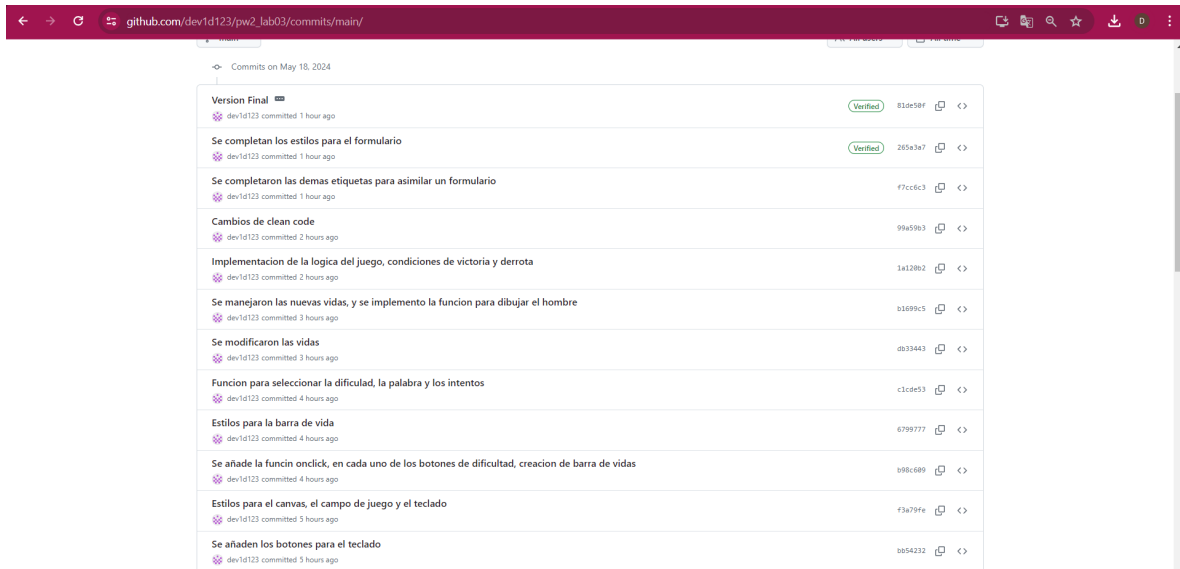 github.com/dev1d123/pw2_lab03/commits/main/
D
main
All users
All time
Commits on May 18, 2024
Version Final
Verified
81de50f
dev1d123 committed 1 hour ago
Se completan los estilos para el formulario
Verified
265a3a7
dev1d123 committed 1 hour ago
Se completaron las demas etiquetas para asimilar un formulario
f7cc6c3
dev1d123 committed 1 hour ago
Cambios de clean code
99a59b3
dev1d123 committed 2 hours ago
Implementacion de la logica del juego, condiciones de victoria y derrota
1a120b2
dev1d123 committed 2 hours ago
Se manejaron las nuevas vidas, y se implemento la funcion para dibujar el hombre
b1699c5
dev1d123 committed 3 hours ago
Se modificaron las vidas
db33443
dev1d123 committed 3 hours ago
Funcion para seleccionar la dificulad, la palabra y los intentos
c1cde53
dev1d123 committed 4 hours ago
Estilos para la barra de vida
6799777
dev1d123 committed 4 hours ago
Se añade la funcin onclick, en cada uno de los botones de dificultad, creacion de barra de vidas
b98c609
dev1d123 committed 4 hours ago
Estilos para el canvas, el campo de juego y el teclado
f3a79fe
dev1d123 committed 5 hours ago
Se añaden los botones para el teclado
bb54232
dev1d123 committed 5 hours ago